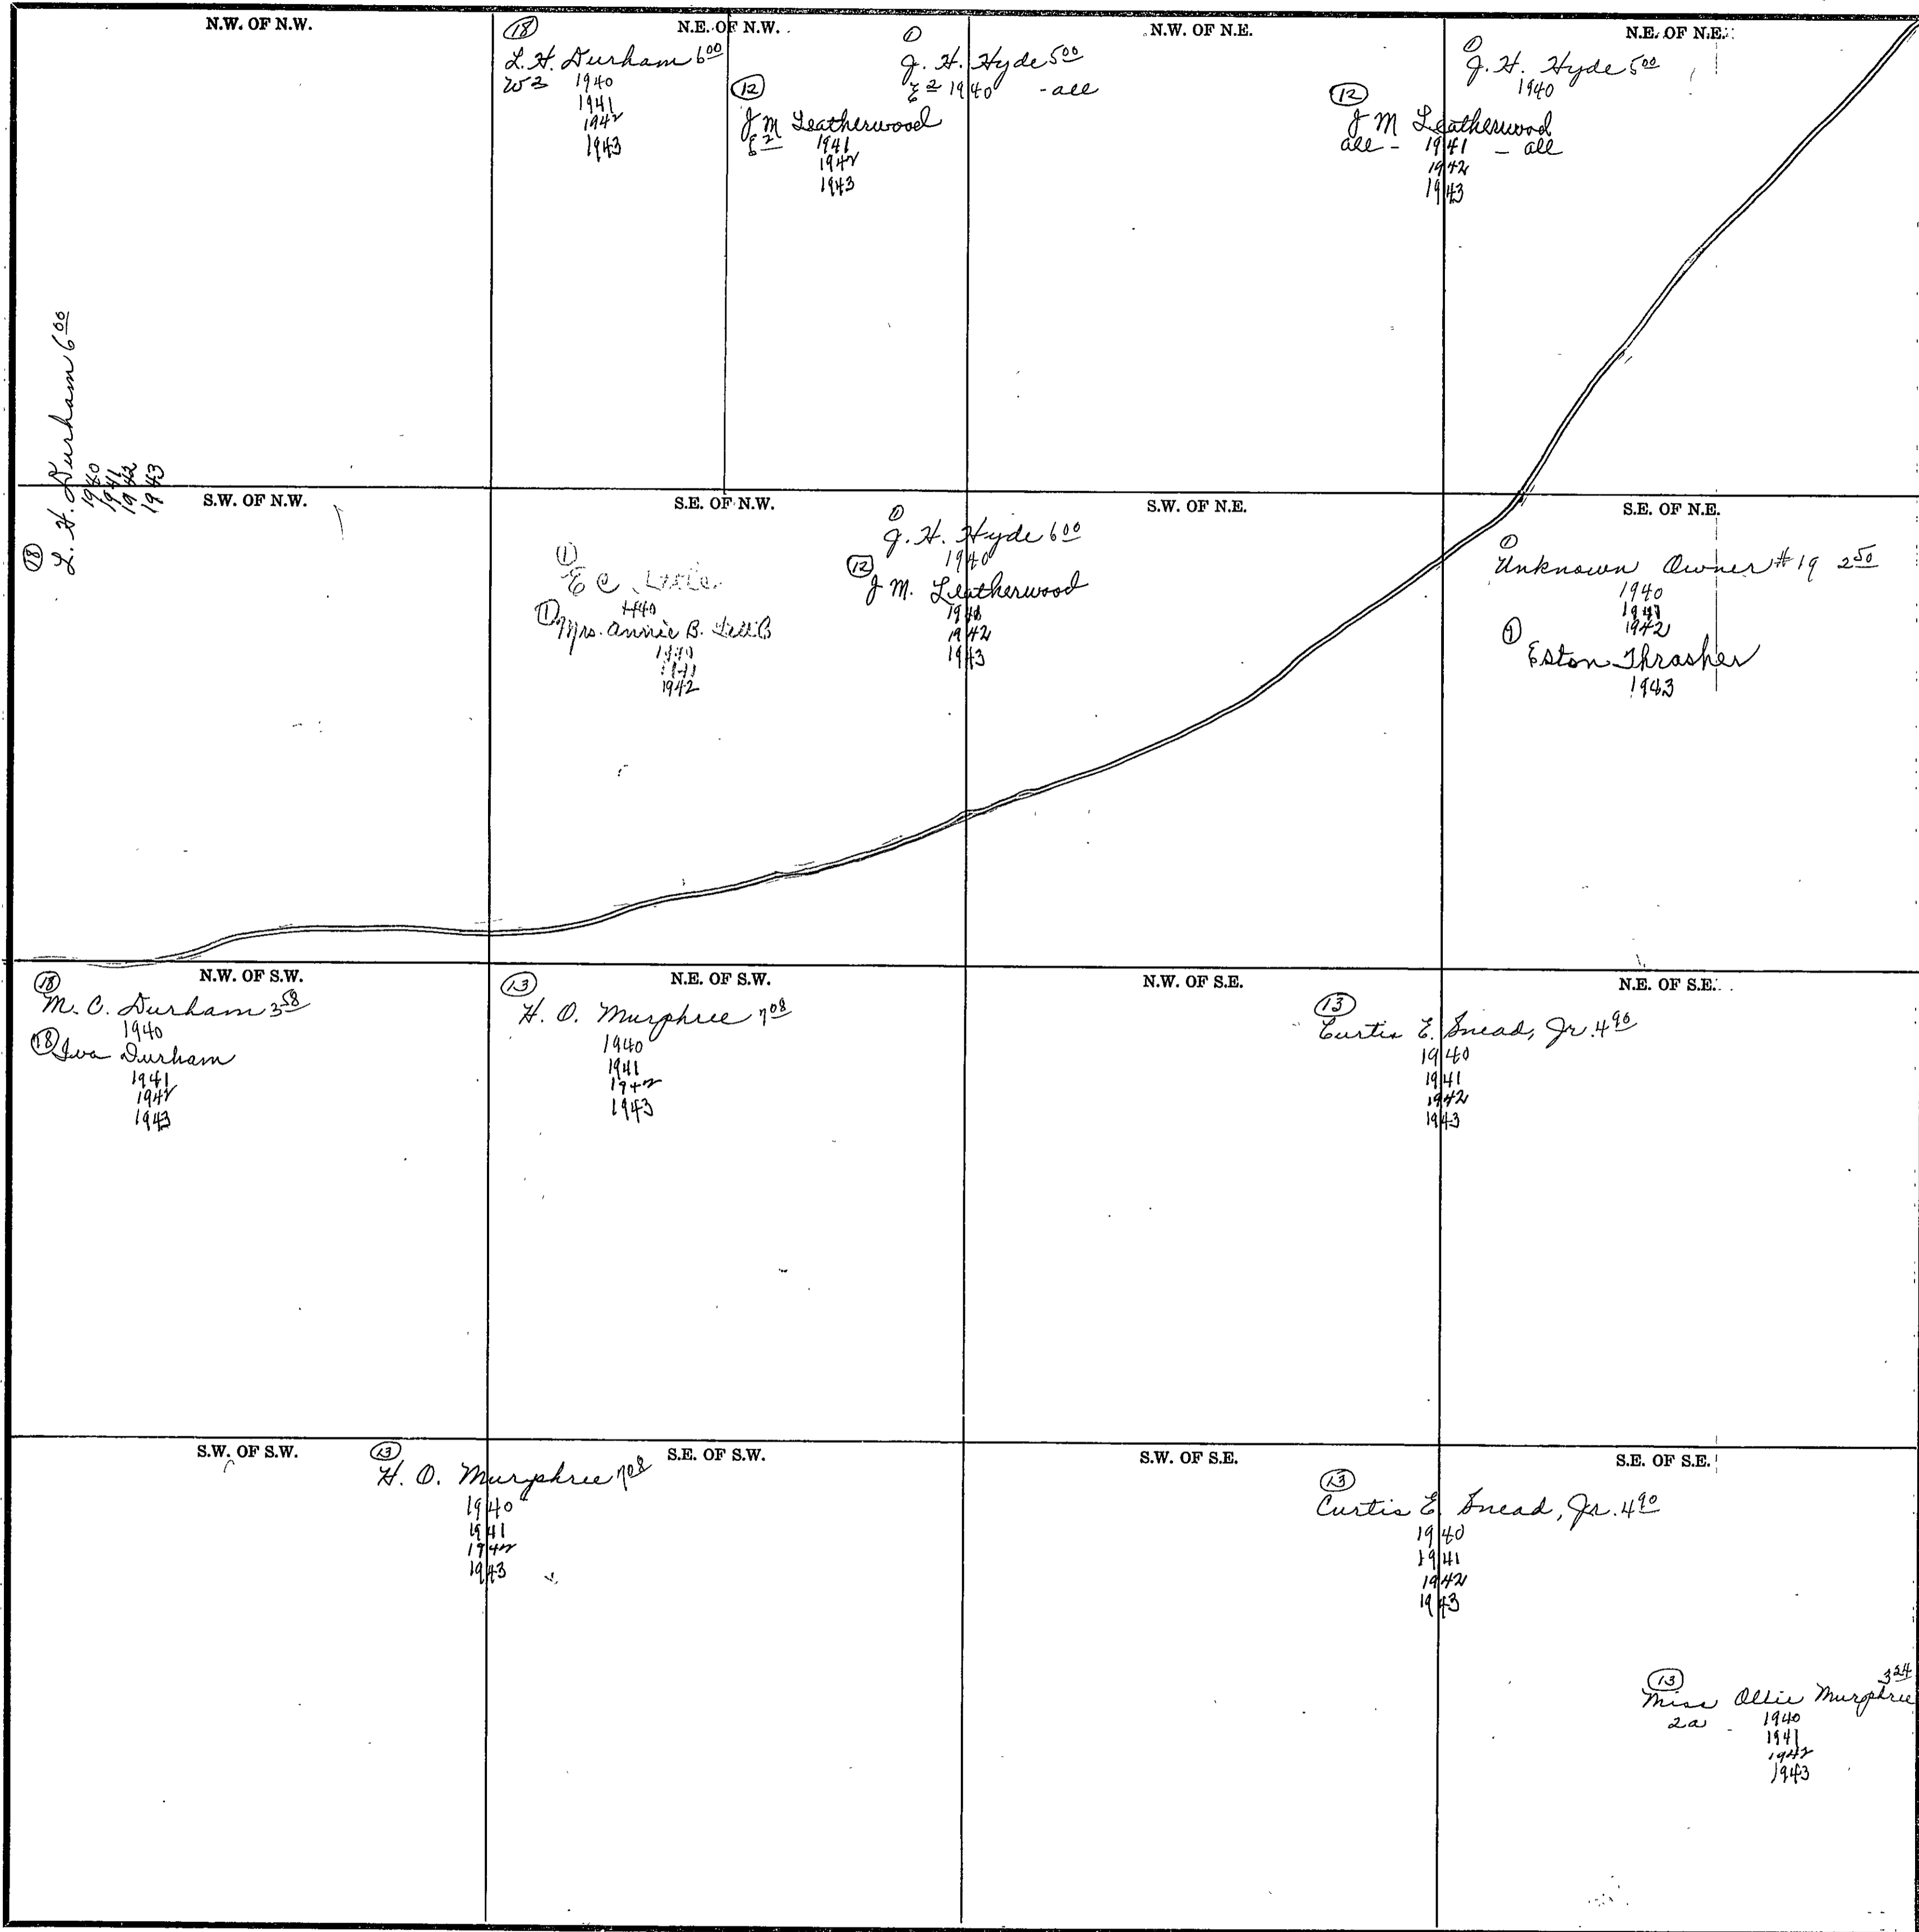 N.W. OF N.W.
18
N.E. OF N.W.
L. H. Durham 6 00
W 2 1940
1941
1942
1943
12
J M Leatherwood
E 2 1941
1942
1943
1
J. H. Hyde 5 00
E 2 1940 - all
N.W. OF N.E.
12
J M Leatherwood
all - 1941 - all
1942
1943
N.E. OF N.E.
1
J. H. Hyde 5 00
1940
18
L. H. Durham 6 00
1940
1941
1942
1943
S.W. OF N.W.
S.E. OF N.W.
1
E C
1940
1
Mrs. Annie B.
1940
1941
1942
1
J. H. Hyde 6 00
1940
12
J M. Leatherwood
1941
1942
1943
S.W. OF N.E.
S.E. OF N.E.
1
Unknown Owner #19 2 50
1940
1941
1942
1
Eston Thrasher
1943
N.W. OF S.W.
18
M. C. Durham 3 58
1940
18 Iva Durham
1941
1942
1943
N.E. OF S.W.
13
H. O. Murphree 7 08
1940
1941
1942
1943
N.W. OF S.E.
13
Curtis E. Snead, Jr. 4 90
1940
1941
1942
1943
N.E. OF S.E.
S.W. OF S.W.
13
H. O. Murphree 7 08
1940
1941
1942
1943
S.E. OF S.W.
S.W. OF S.E.
13
Curtis E. Snead, Jr. 4 90
1940
1941
1942
1943
S.E. OF S.E.
13
3 24
Miss Ollie Murphree
2a - 1940
1941
1942
1943